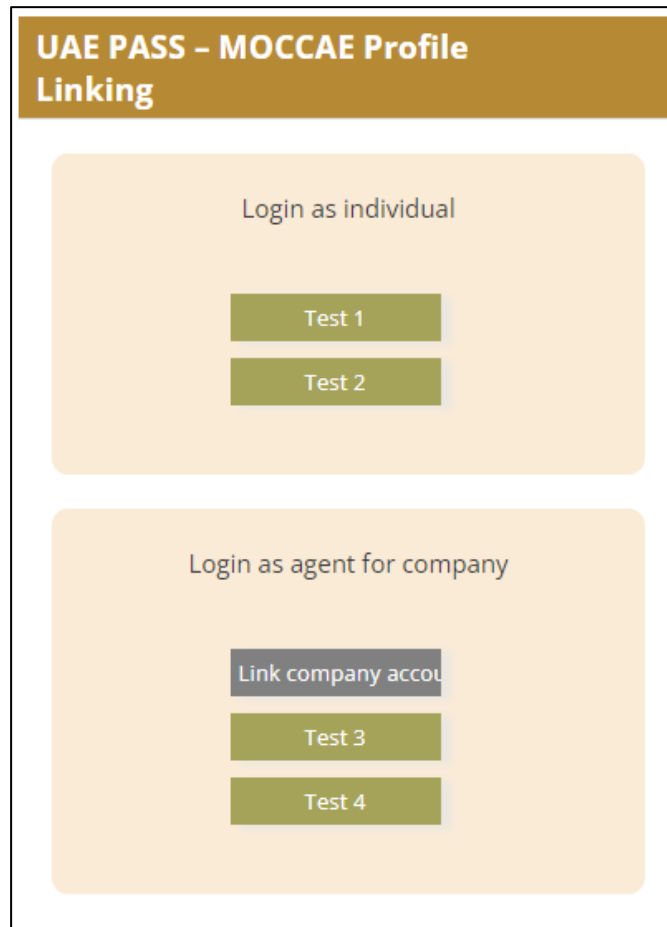 UAE PASS – MOCCAE Profile
Linking
Login as individual
Test 1
Test 2
Login as agent for company
Link company accou
Test 3
Test 4